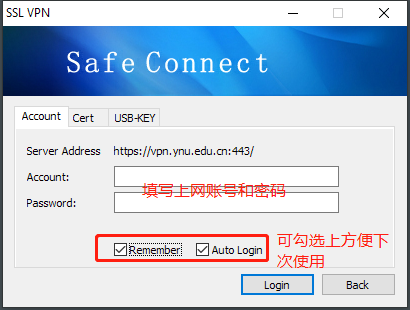 SSL VPN
Safe Connect
Account Cert USB-KEY
Server Address https://vpn.ynu.edu.cn:443/
Account:
填写上网账号和密码
Password:
Remember Auto Login
可勾选上方便下
次使用
Login Back